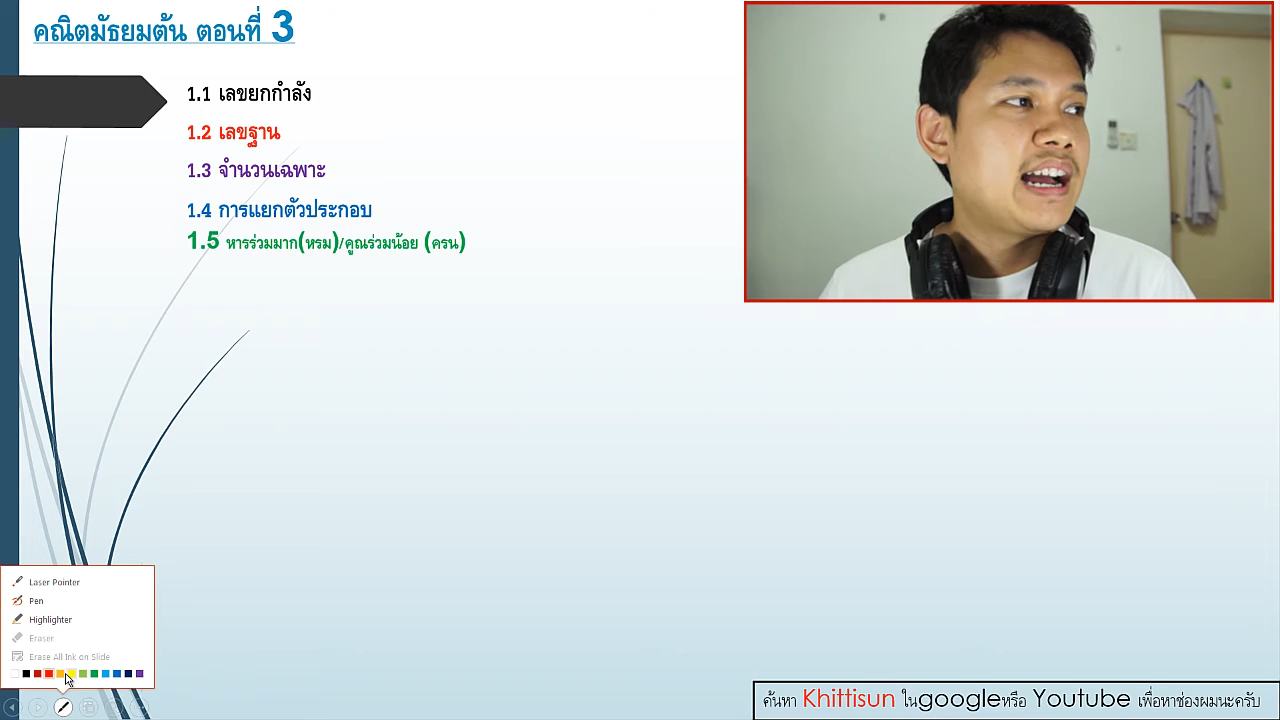 คณิตมัธยมต้น ตอนที่ 3
1.1 เลขยกกำลัง
1.2 เลขฐาน
1.3 จำนวนเฉพาะ
1.4 การแยกตัวประกอบ
1.5 หารร่วมมาก(หรม)/คูณร่วมน้อย (ครน)
Laser Pointer
Pen
Highlighter
Eraser
Erase All Ink on Slide
ค้นหา Khittisun ในgoogleหรือ Youtube เพื่อหาช่องผมนะครับ